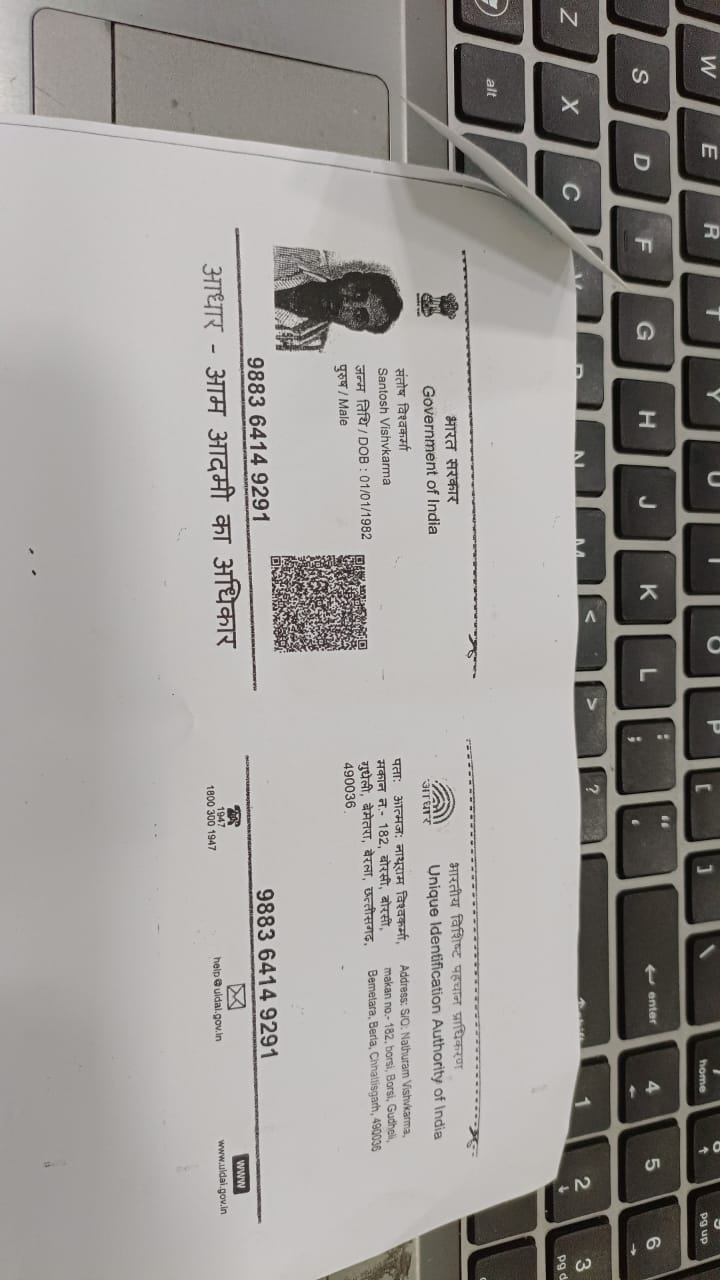 भारत सरकार
Government of India
संतोष विश्वकर्मा
Santosh Vishvkarma
जन्म तिथि / DOB : 01/01/1982
पुरुष / Male
9883 6414 9291
आधार - आम आदमी का अधिकार
भारतीय विशिष्ट पहचान प्राधिकरण
Unique Identification Authority of India
आधार
पता: आत्मज: नाथूराम विश्वकर्मा,
मकान न.- 182, बोरसी, बोरसी,
गुधेली, बेमेतरा, बेरला, छत्तीसगढ़,
490036
Address: S/O: Nathuram Vishvkarma,
makan no.- 182, borsi, Borsi, Gudheli,
Bemetara, Berla, Chhattisgarh, 490036
9883 6414 9291
1947
1800 300 1947
help@uidai.gov.in
www
www.uidai.gov.in
W E R T Y U I O P [ ] \ home
S D F G H J K L ; : ' " enter 4 5 6
Z X C V B N M < > ? 1 2 3
alt
pg up